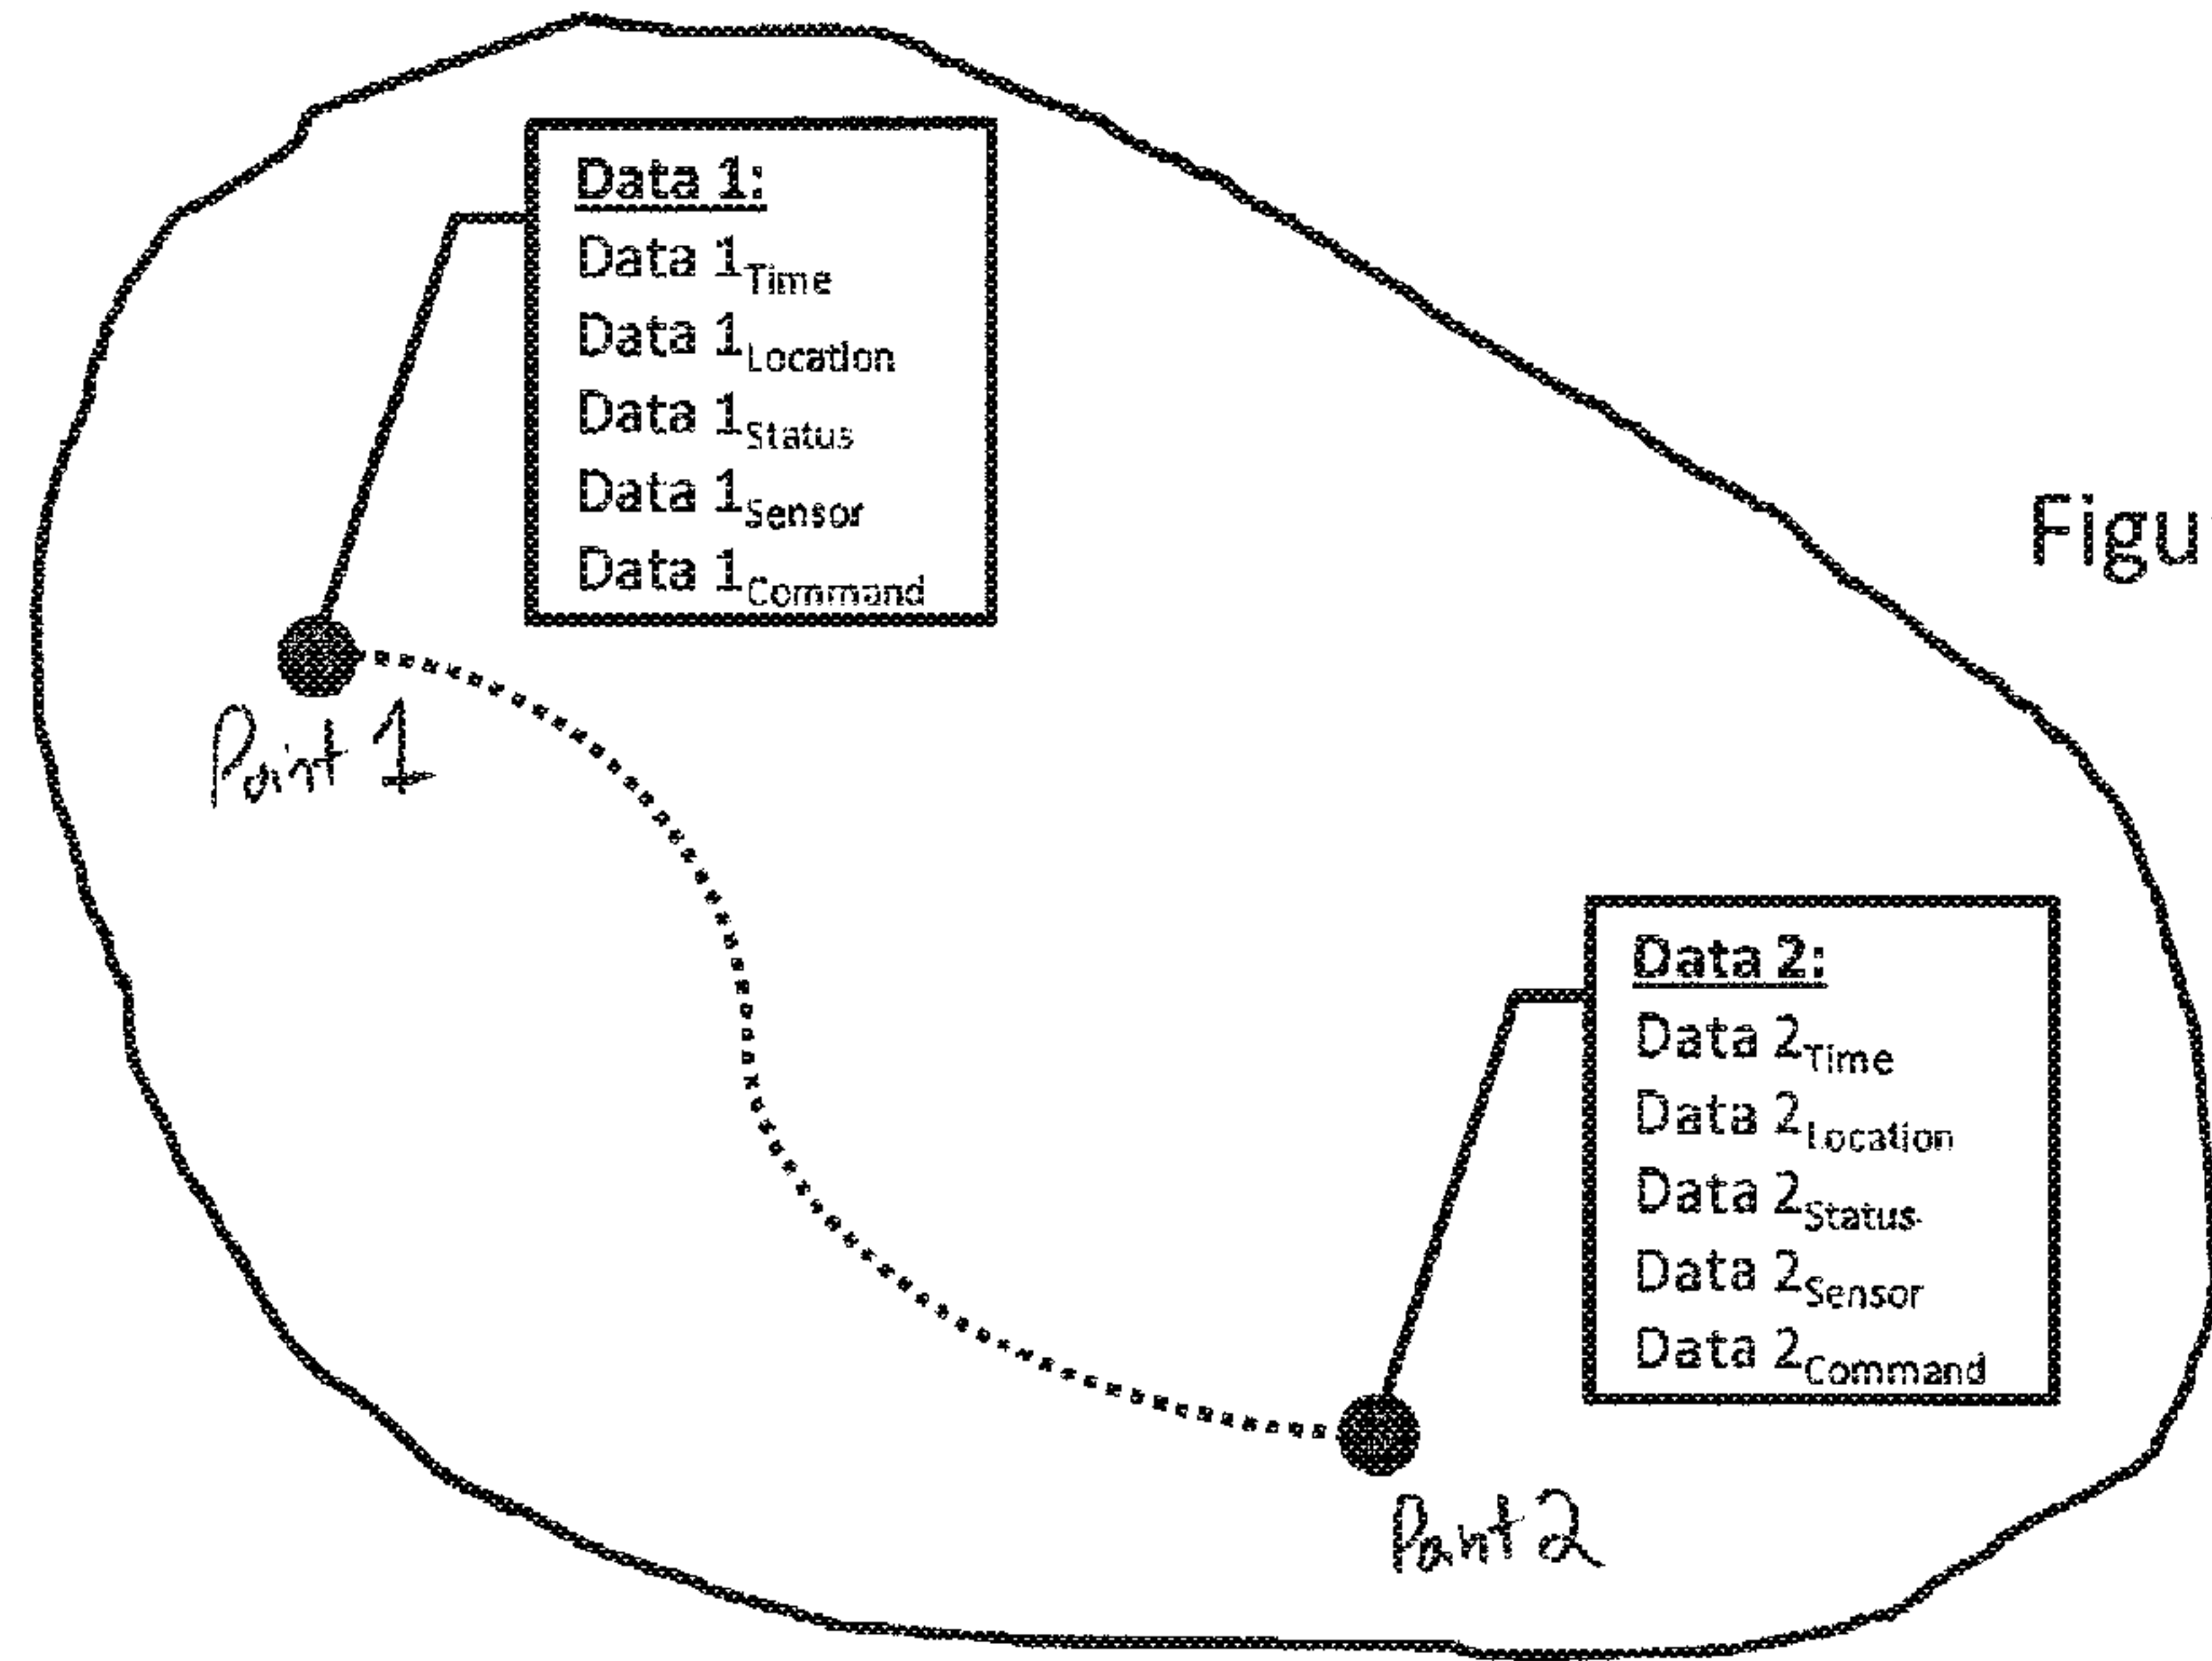 Data 1:
Data 1Time
Data 1Location
Data 1Status
Data 1Sensor
Data 1Command
Figu
Point 1
Data 2:
Data 2Time
Data 2Location
Data 2Status
Data 2Sensor
Data 2Command
Point 2